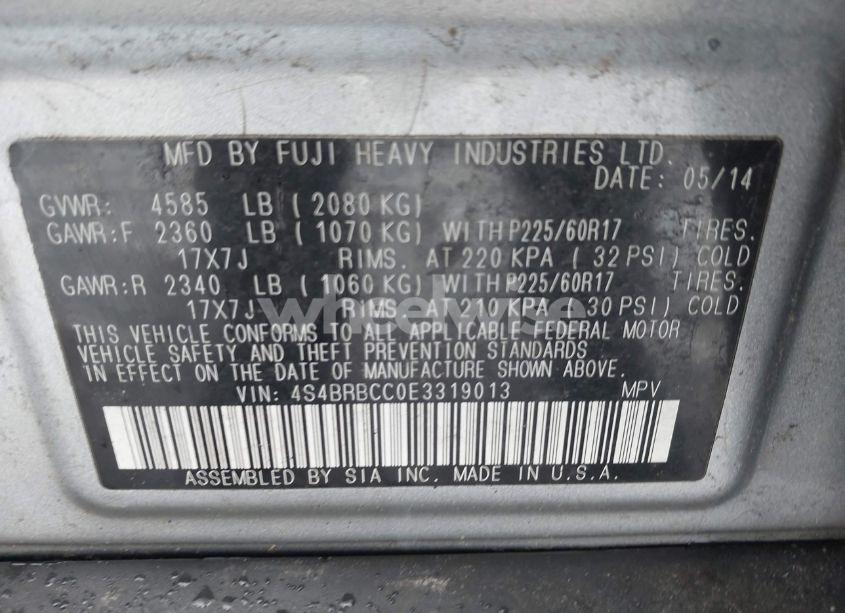 MFD BY FUJI HEAVY INDUSTRIES LTD.
DATE: 05/14
GVWR: 4585 LB ( 2080 KG)
GAWR:F 2360 LB ( 1070 KG) WITH P225/60R17 TIRES.
17X7J RIMS. AT 220 KPA ( 32 PSI) COLD
GAWR:R 2340 LB ( 1060 KG) WITH P225/60R17 TIRES.
17X7J RIMS. AT 210 KPA ( 30 PSI) COLD
wheelwise
THIS VEHICLE CONFORMS TO ALL APPLICABLE FEDERAL MOTOR
VEHICLE SAFETY AND THEFT PREVENTION STANDARDS
IN EFFECT ON THE DATE OF MANUFACTURE SHOWN ABOVE.
VIN: 4S4BRBCC0E3319013 MPV
ASSEMBLED BY SIA INC. MADE IN U.S.A.